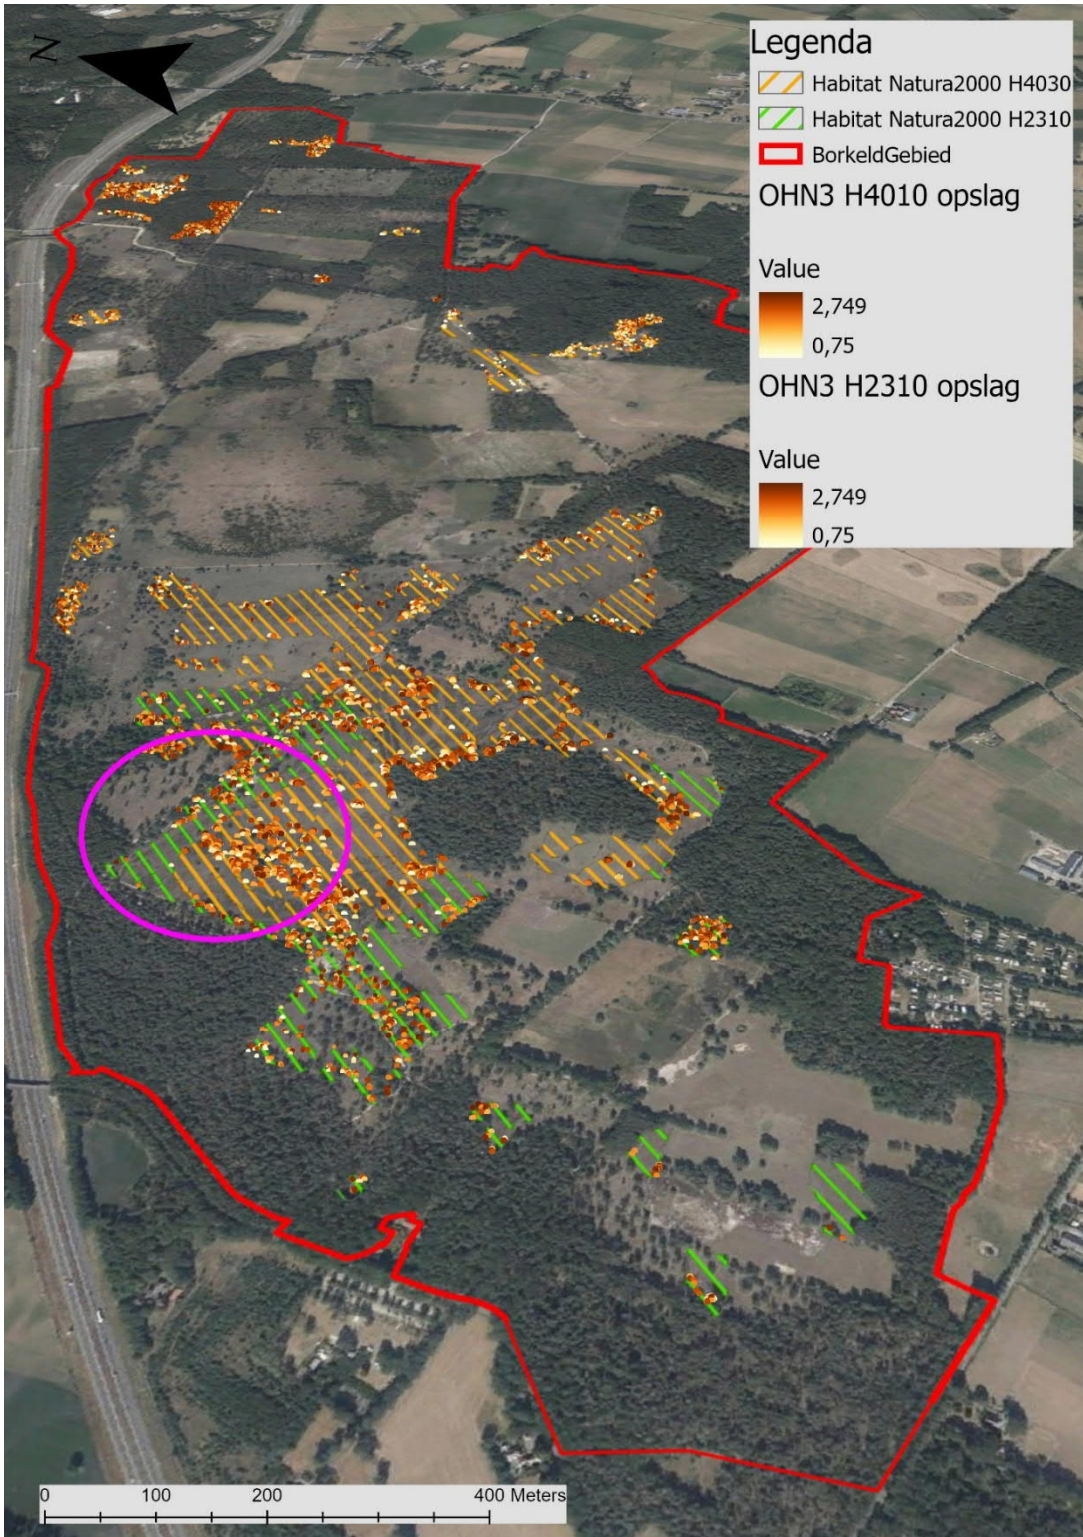 N
Legenda
Habitat Natura2000 H4030
Habitat Natura2000 H2310
BorkeldGebied
OHN3 H4010 opslag
Value
2,749
0,75
OHN3 H2310 opslag
Value
2,749
0,75
0 100 200 400 Meters